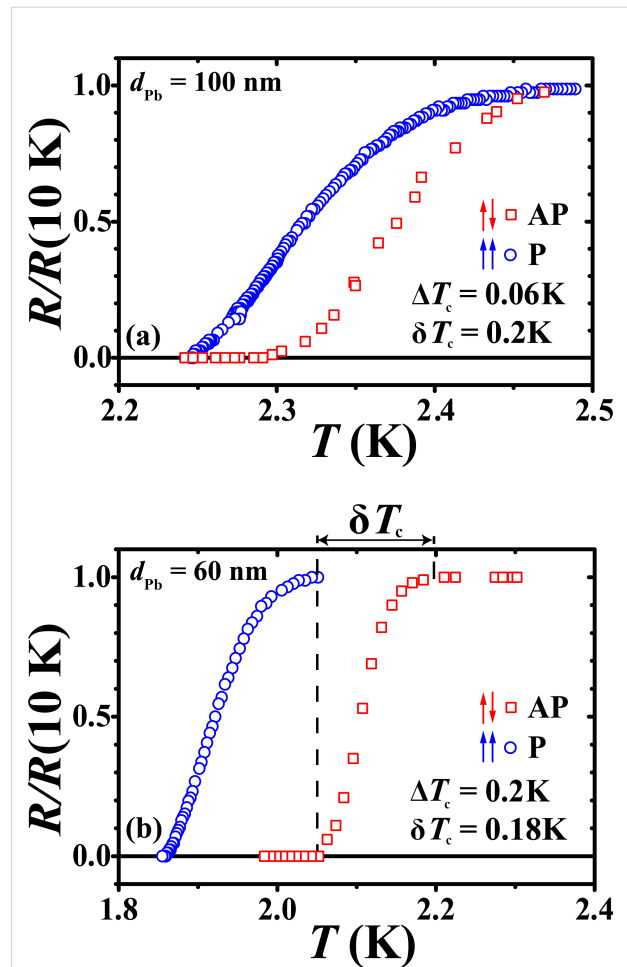 d_Pb = 100 nm
1.0
0.5
0.0
R/R(10 K)
↑↓ □ AP
↑↑ ○ P
ΔT_c = 0.06K
δT_c = 0.2K
(a)
2.2 2.3 2.4 2.5
T (K)
δT_c
d_Pb = 60 nm
1.0
0.5
0.0
R/R(10 K)
↑↓ □ AP
↑↑ ○ P
ΔT_c = 0.2K
δT_c = 0.18K
(b)
1.8 2.0 2.2 2.4
T (K)